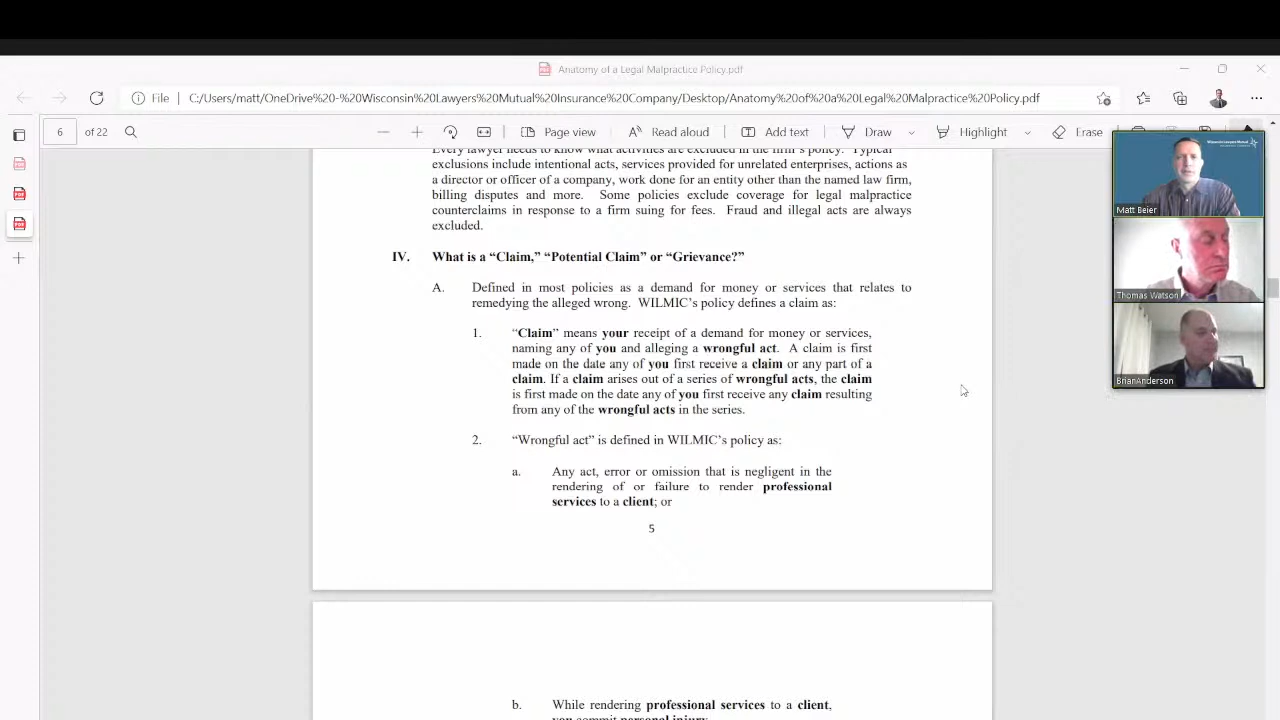 Anatomy of a Legal Malpractice Policy.pdf
File | C:/Users/matt/OneDrive%20-%20Wisconsin%20Lawyers%20Mutual%20Insurance%20Company/Desktop/Anatomy%20of%20a%20Legal%20Malpractice%20Policy.pdf
6 of 22 Page view Read aloud Add text Draw Highlight Erase
Every lawyer needs to know what activities are excluded in the firm's policy. Typical
exclusions include intentional acts, services provided for unrelated enterprises, actions as
a director or officer of a company, work done for an entity other than the named law firm,
billing disputes and more. Some policies exclude coverage for legal malpractice
counterclaims in response to a firm suing for fees. Fraud and illegal acts are always
excluded.
IV. What is a “Claim,” “Potential Claim” or “Grievance?”
A. Defined in most policies as a demand for money or services that relates to
remedying the alleged wrong. WILMIC's policy defines a claim as:
1. “Claim” means your receipt of a demand for money or services,
naming any of you and alleging a wrongful act. A claim is first
made on the date any of you first receive a claim or any part of a
claim. If a claim arises out of a series of wrongful acts, the claim
is first made on the date any of you first receive any claim resulting
from any of the wrongful acts in the series.
2. “Wrongful act” is defined in WILMIC's policy as:
a. Any act, error or omission that is negligent in the
rendering of or failure to render professional
services to a client; or
5
b. While rendering professional services to a client,
you commit personal injury
Matt Beier
Thomas Watson
BrianAnderson